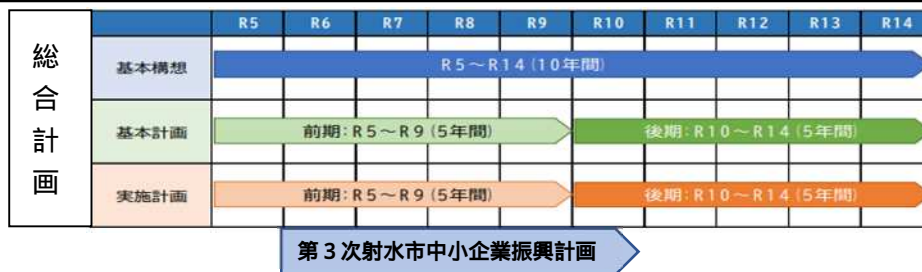 総合計画
R5 R6 R7 R8 R9 R10 R11 R12 R13 R14
基本構想 R5～R14(10年間)
基本計画 前期:R5～R9(5年間) 後期:R10～R14(5年間)
実施計画 前期:R5～R9(5年間) 後期:R10～R14(5年間)
第3次射水市中小企業振興計画